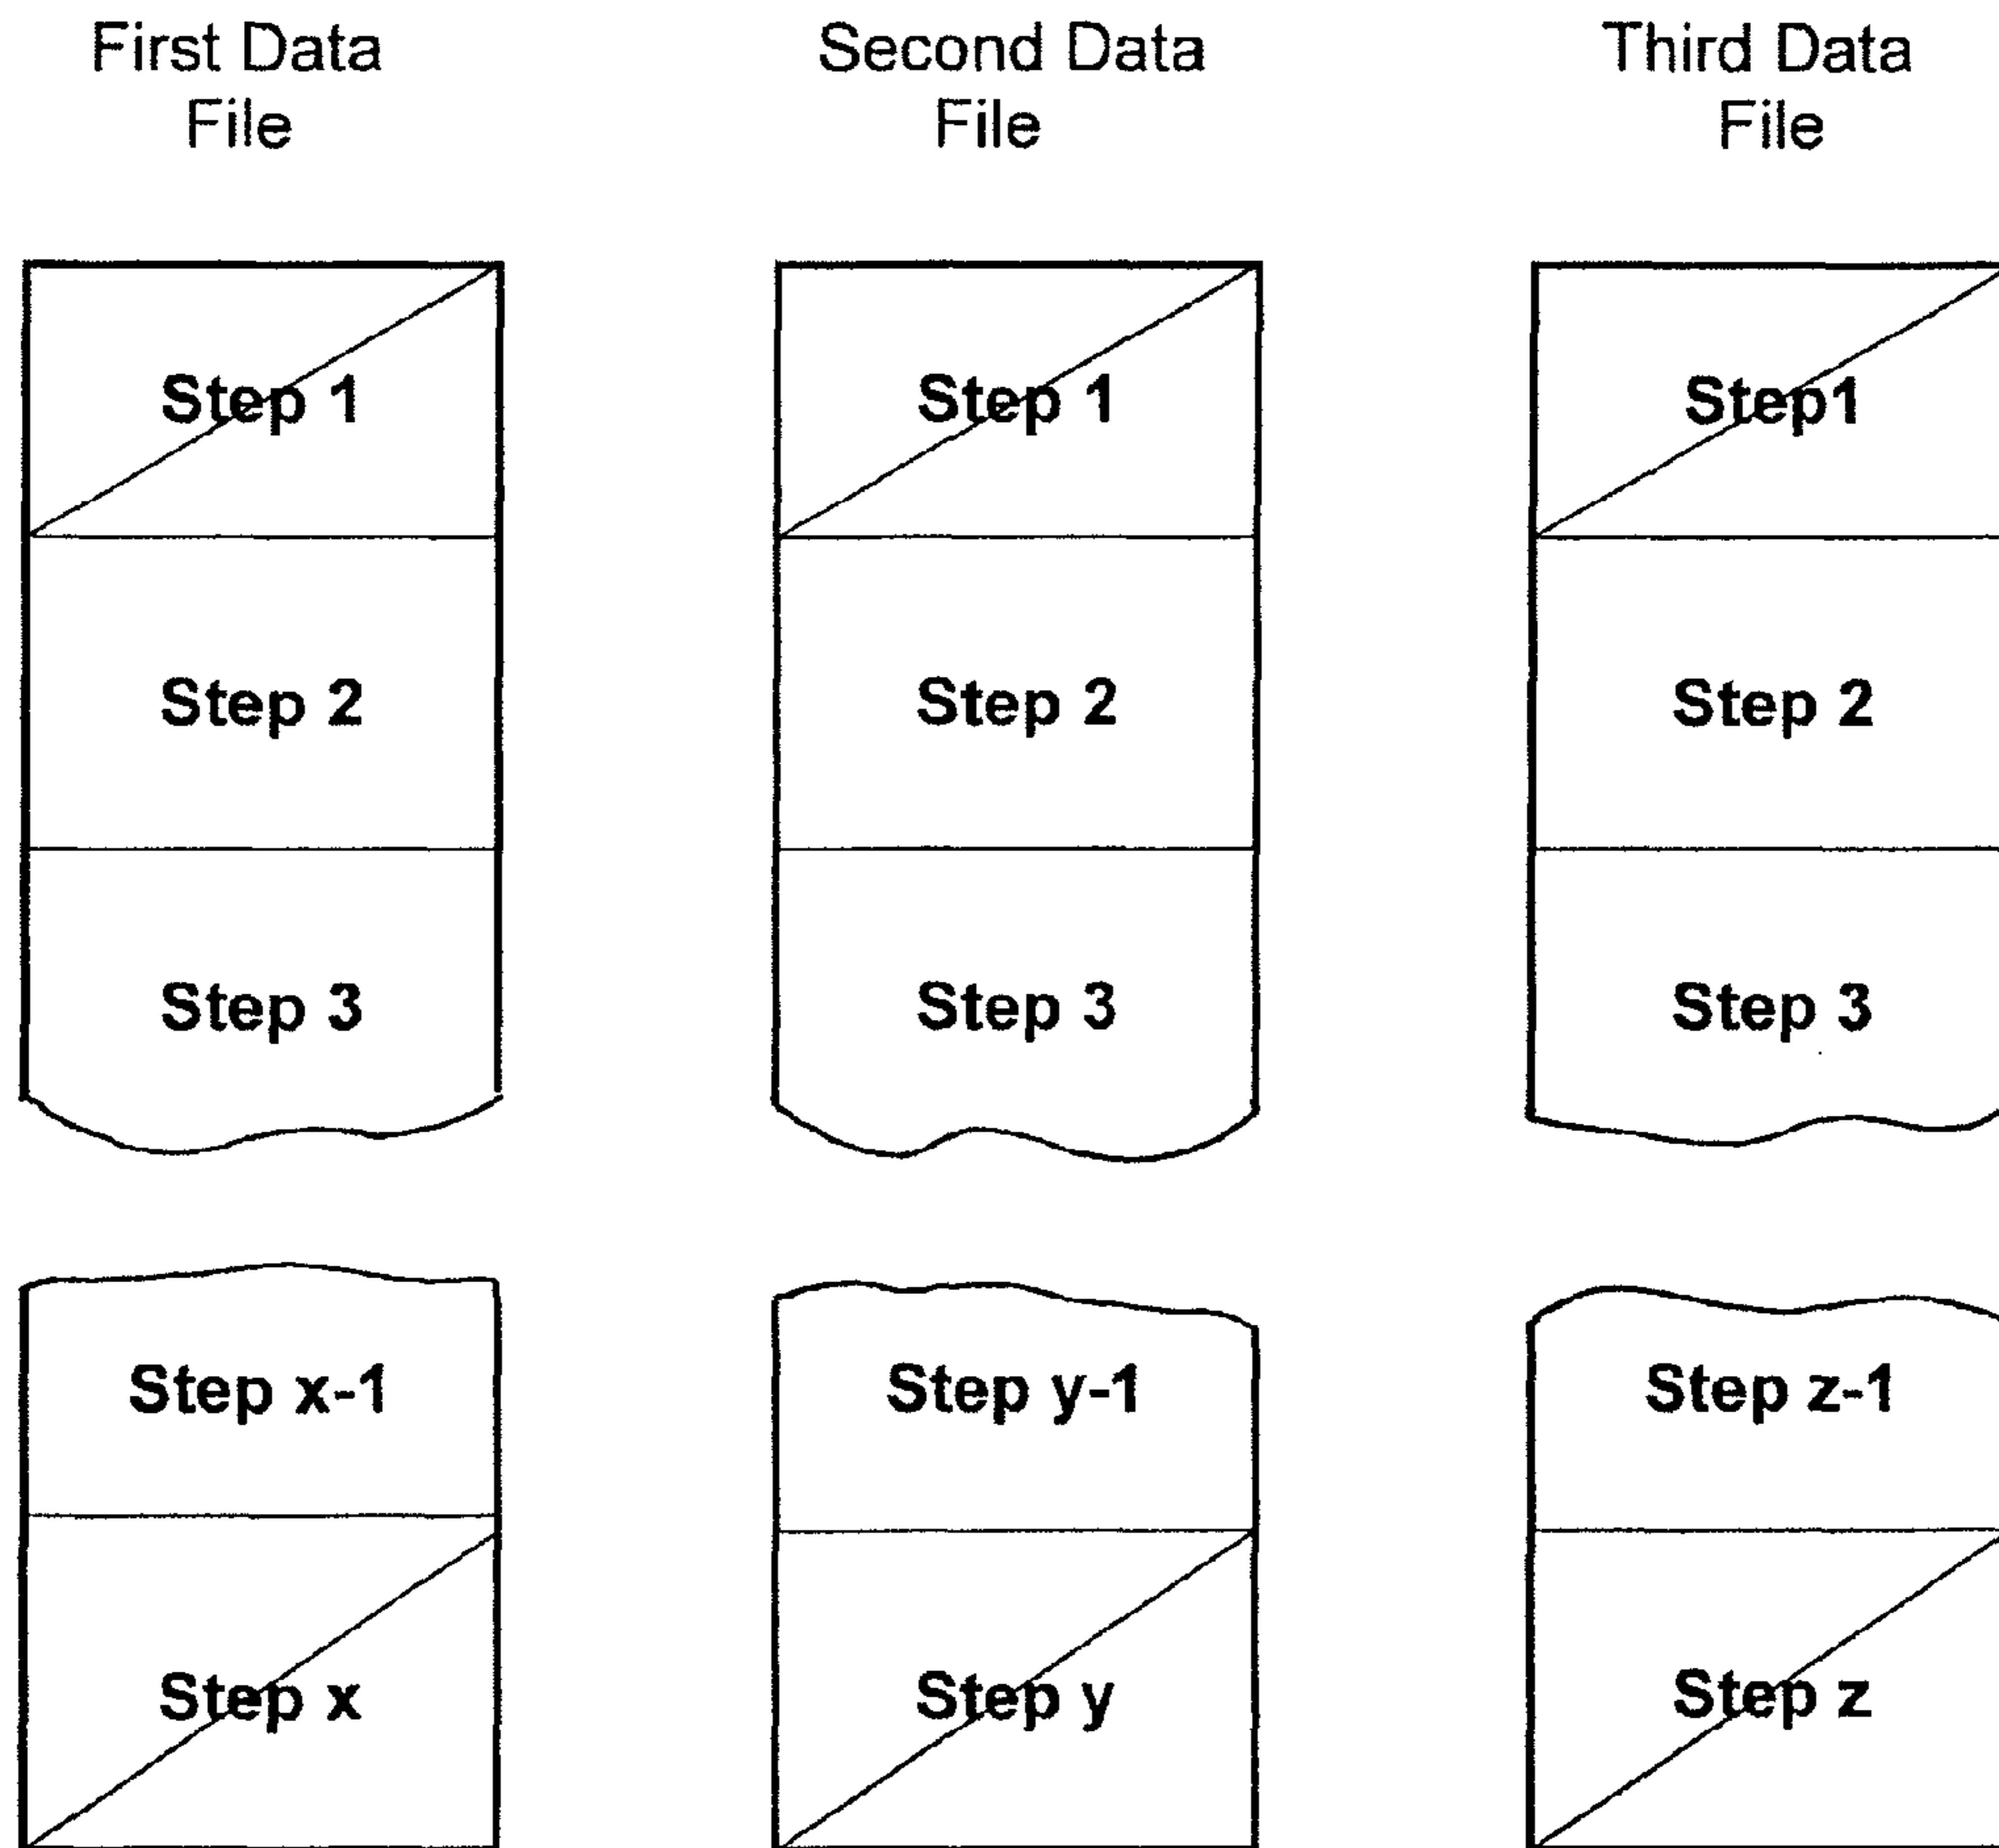 First Data
File
Second Data
File
Third Data
File
Step 1
Step 1
Step1
Step 2
Step 2
Step 2
Step 3
Step 3
Step 3
Step x-1
Step y-1
Step z-1
Step x
Step y
Step z